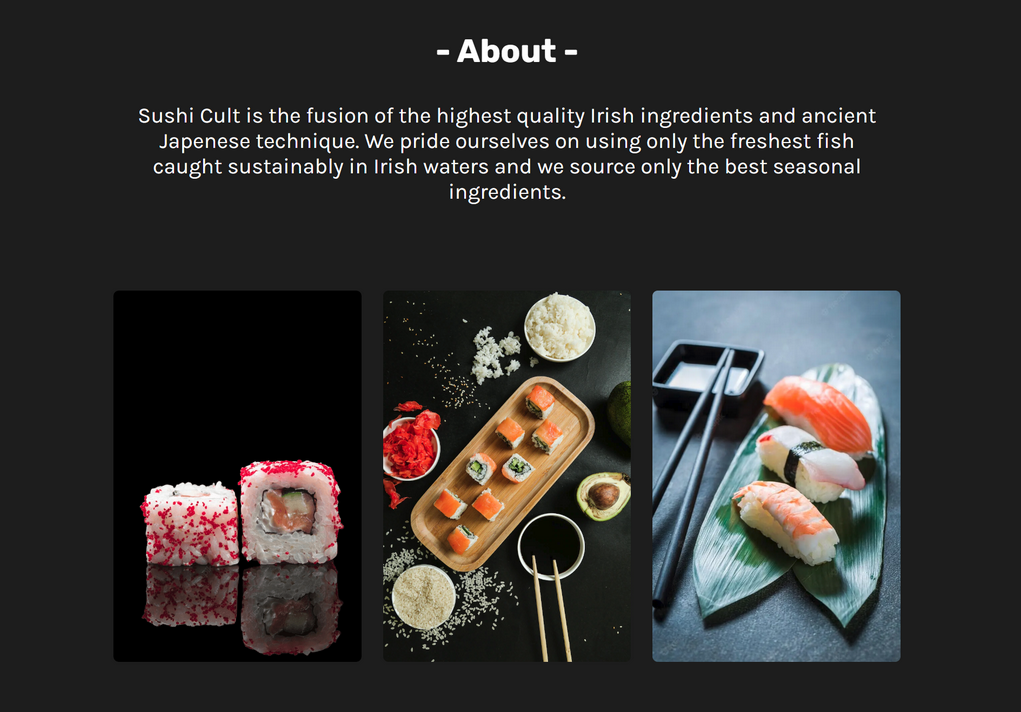 - About -
Sushi Cult is the fusion of the highest quality Irish ingredients and ancient
Japenese technique. We pride ourselves on using only the freshest fish
caught sustainably in Irish waters and we source only the best seasonal
ingredients.